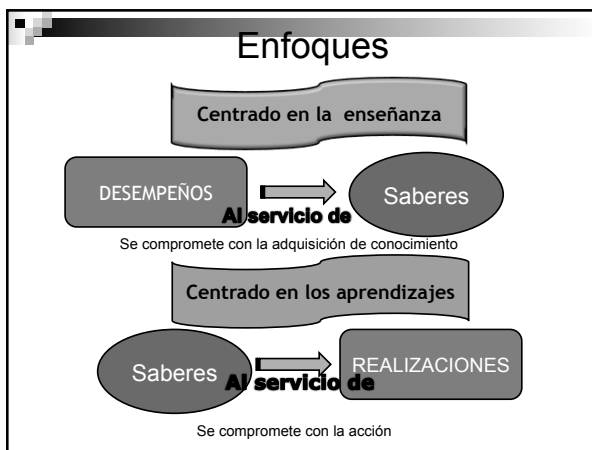 Enfoques
Centrado en la enseñanza
DESEMPEÑOS
Saberes
Al servicio de
Se compromete con la adquisición de conocimiento
Centrado en los aprendizajes
Saberes
REALIZACIONES
Al servicio de
Se compromete con la acción